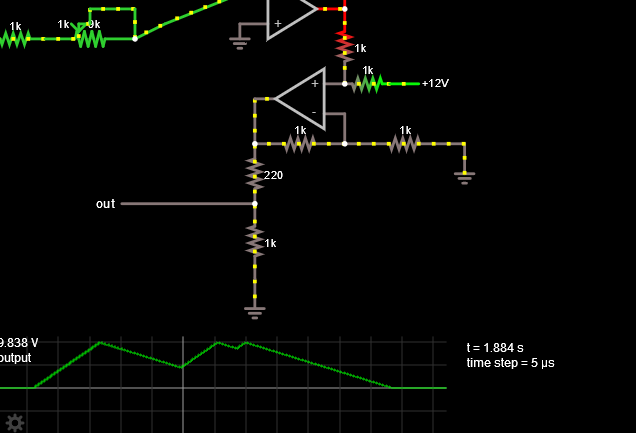 1k
1k
0k
+
1k
1k
+12V
+
-
1k
1k
220
out
1k
9.838 V
output
t = 1.884 s
time step = 5 µs